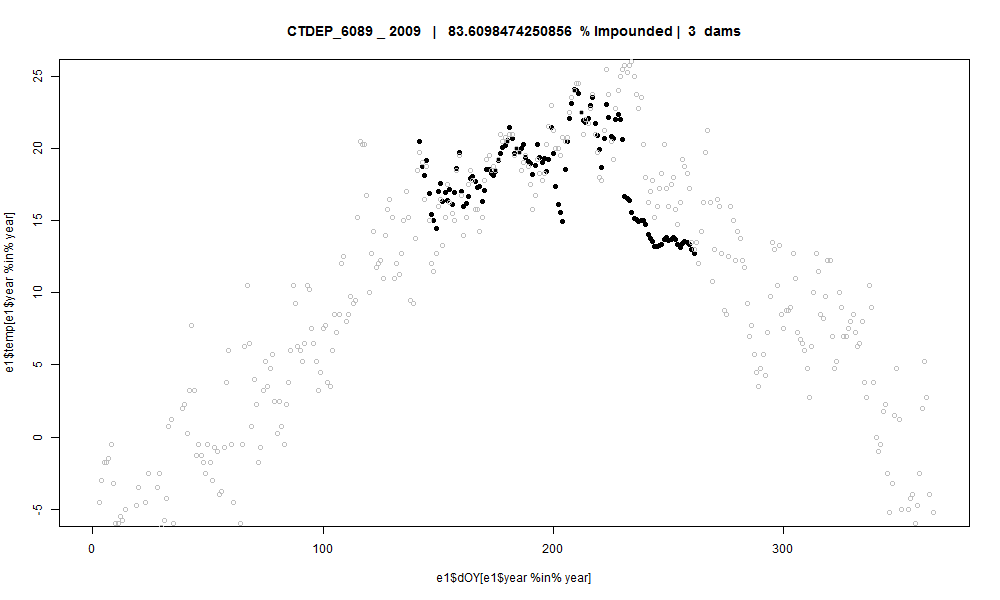 CTDEP_6089 _ 2009 | 83.6098474250856 % Impounded | 3 dams
25
20
15
10
5
0
-5
e1$temp[e1$year %in% year]
0 100 200 300
e1$dOY[e1$year %in% year]